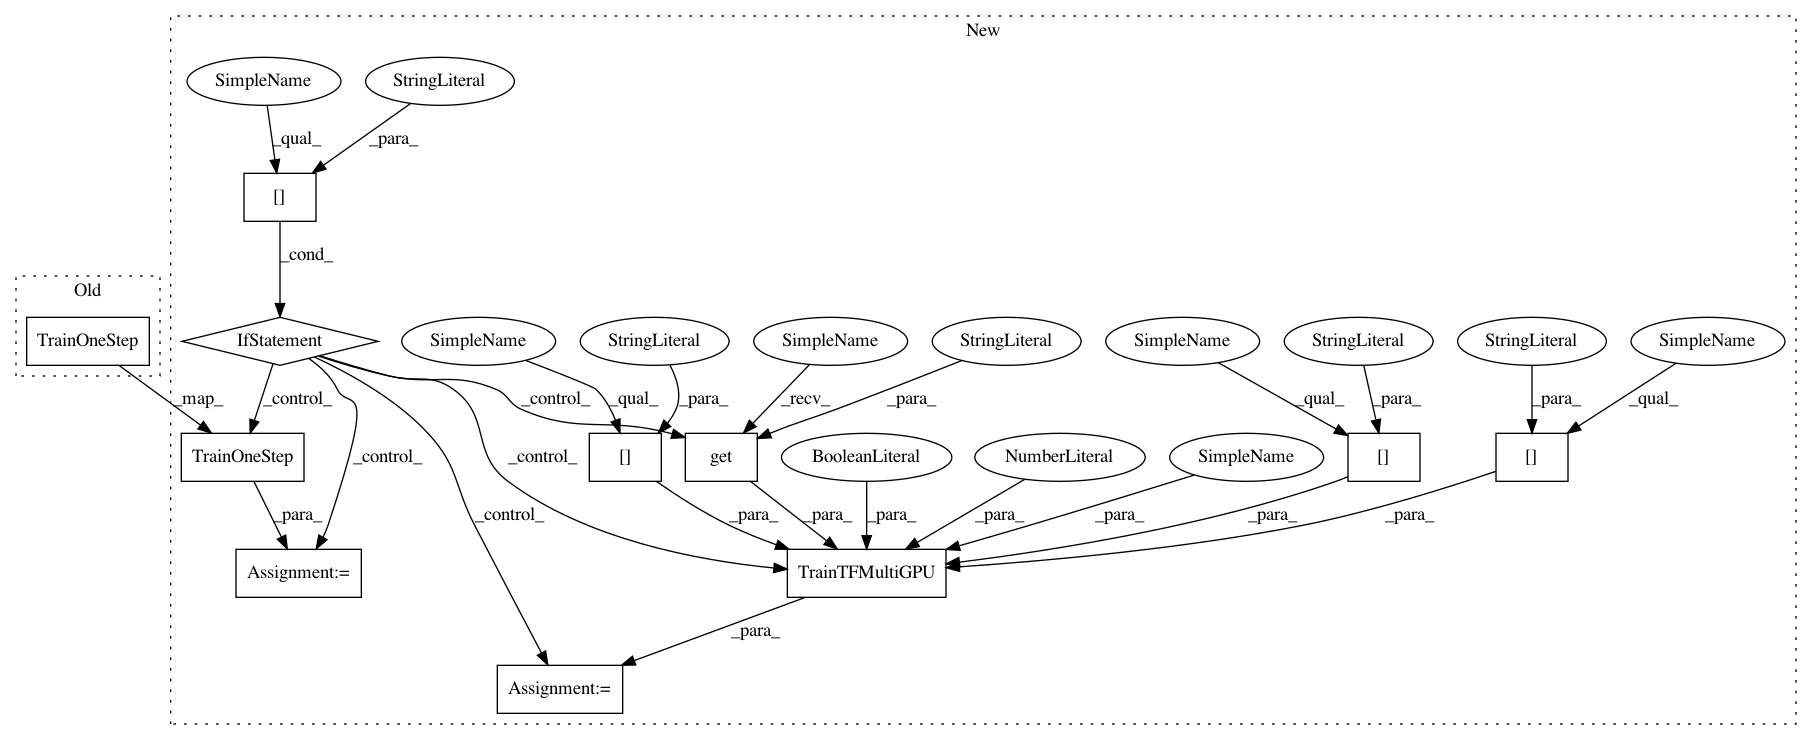 New
SimpleName
StringLiteral
_qual_
_para_
[]
_cond_
Old
TrainOneStep
IfStatement
SimpleName
StringLiteral
SimpleName
StringLiteral
SimpleName
StringLiteral
StringLiteral
SimpleName
_map_
_control_
_control_
_qual_
_para_
_recv_
_para_
_qual_
_para_
_para_
_qual_
TrainOneStep
_control_
_control_
[]
get
BooleanLiteral
NumberLiteral
SimpleName
[]
[]
_para_
_control_
_para_
_para_
_para_
_para_
_para_
_para_
_para_
Assignment:=
TrainTFMultiGPU
_para_
Assignment:=